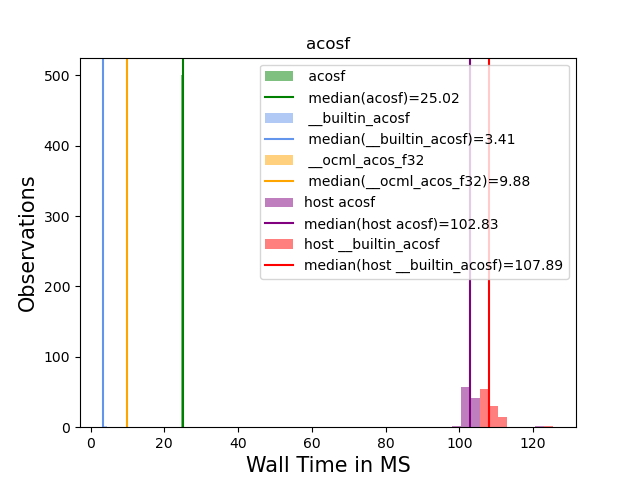 acosf
500
400
300
200
100
0
Observations
acosf
median(acosf)=25.02
__builtin_acosf
median(__builtin_acosf)=3.41
__ocml_acos_f32
median(__ocml_acos_f32)=9.88
host acosf
median(host acosf)=102.83
host __builtin_acosf
median(host __builtin_acosf)=107.89
0 20 40 60 80 100 120
Wall Time in MS